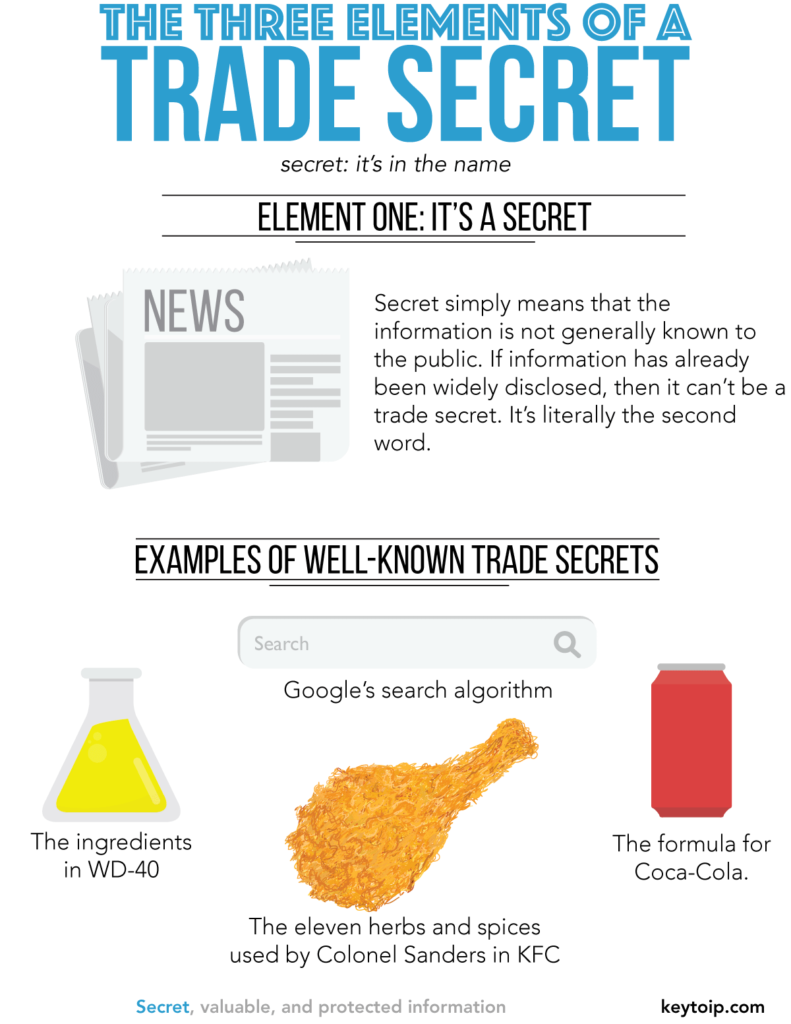 THE THREE ELEMENTS OF A
TRADE SECRET
secret: it's in the name
ELEMENT ONE: IT'S A SECRET
NEWS
Secret simply means that the
information is not generally known to
the public. If information has already
been widely disclosed, then it can't be a
trade secret. It's literally the second
word.
EXAMPLES OF WELL-KNOWN TRADE SECRETS
Search
Google's search algorithm
The ingredients
in WD-40
The formula for
Coca-Cola.
The eleven herbs and spices
used by Colonel Sanders in KFC
Secret, valuable, and protected information
keytoip.com